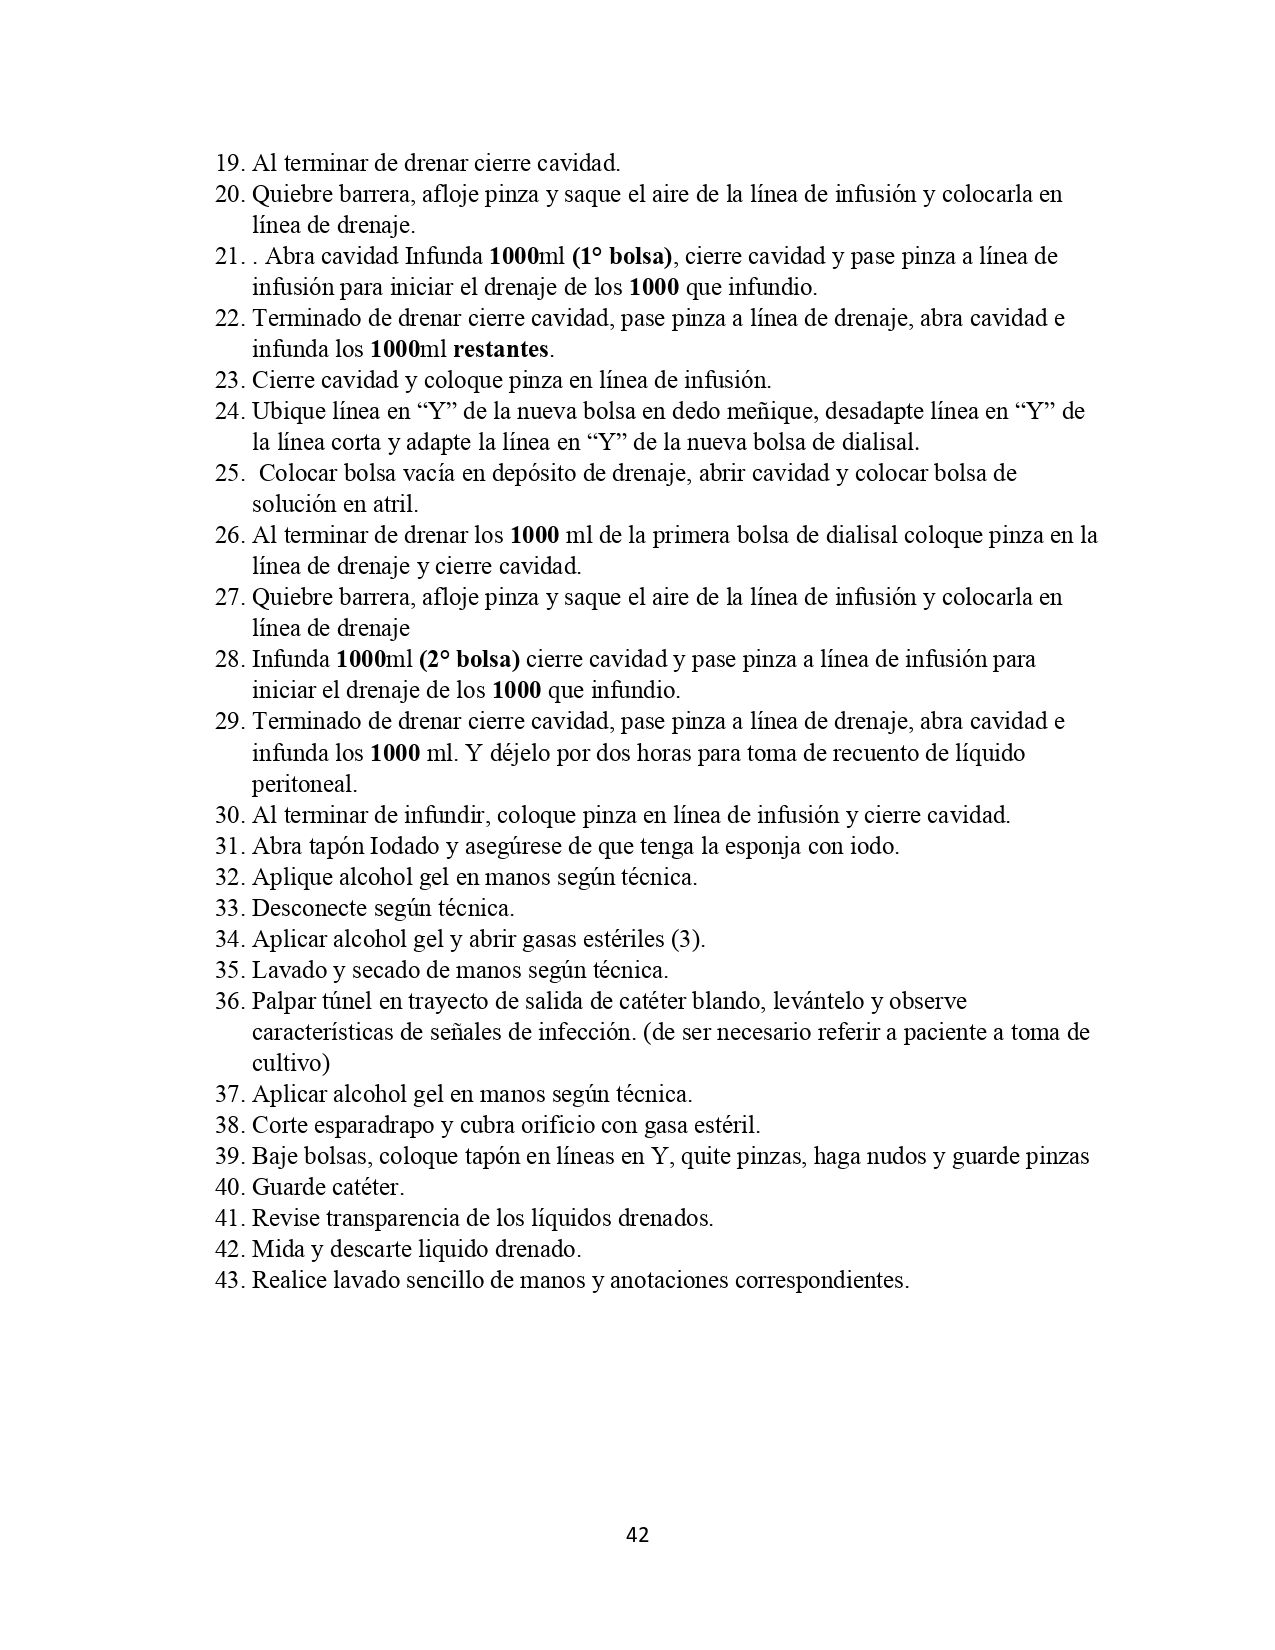 19. Al terminar de drenar cierre cavidad.
20. Quiebre barrera, afloje pinza y saque el aire de la línea de infusión y colocarla en
línea de drenaje.
21. . Abra cavidad Infunda 1000ml (1° bolsa), cierre cavidad y pase pinza a línea de
infusión para iniciar el drenaje de los 1000 que infundio.
22. Terminado de drenar cierre cavidad, pase pinza a línea de drenaje, abra cavidad e
infunda los 1000ml restantes.
23. Cierre cavidad y coloque pinza en línea de infusión.
24. Ubique línea en “Y” de la nueva bolsa en dedo meñique, desadapte línea en “Y” de
la línea corta y adapte la línea en “Y” de la nueva bolsa de dialisal.
25.  Colocar bolsa vacía en depósito de drenaje, abrir cavidad y colocar bolsa de
solución en atril.
26. Al terminar de drenar los 1000 ml de la primera bolsa de dialisal coloque pinza en la
línea de drenaje y cierre cavidad.
27. Quiebre barrera, afloje pinza y saque el aire de la línea de infusión y colocarla en
línea de drenaje
28. Infunda 1000ml (2° bolsa) cierre cavidad y pase pinza a línea de infusión para
iniciar el drenaje de los 1000 que infundio.
29. Terminado de drenar cierre cavidad, pase pinza a línea de drenaje, abra cavidad e
infunda los 1000 ml. Y déjelo por dos horas para toma de recuento de líquido
peritoneal.
30. Al terminar de infundir, coloque pinza en línea de infusión y cierre cavidad.
31. Abra tapón Iodado y asegúrese de que tenga la esponja con iodo.
32. Aplique alcohol gel en manos según técnica.
33. Desconecte según técnica.
34. Aplicar alcohol gel y abrir gasas estériles (3).
35. Lavado y secado de manos según técnica.
36. Palpar túnel en trayecto de salida de catéter blando, levántelo y observe
características de señales de infección. (de ser necesario referir a paciente a toma de
cultivo)
37. Aplicar alcohol gel en manos según técnica.
38. Corte esparadrapo y cubra orificio con gasa estéril.
39. Baje bolsas, coloque tapón en líneas en Y, quite pinzas, haga nudos y guarde pinzas
40. Guarde catéter.
41. Revise transparencia de los líquidos drenados.
42. Mida y descarte liquido drenado.
43. Realice lavado sencillo de manos y anotaciones correspondientes.
42